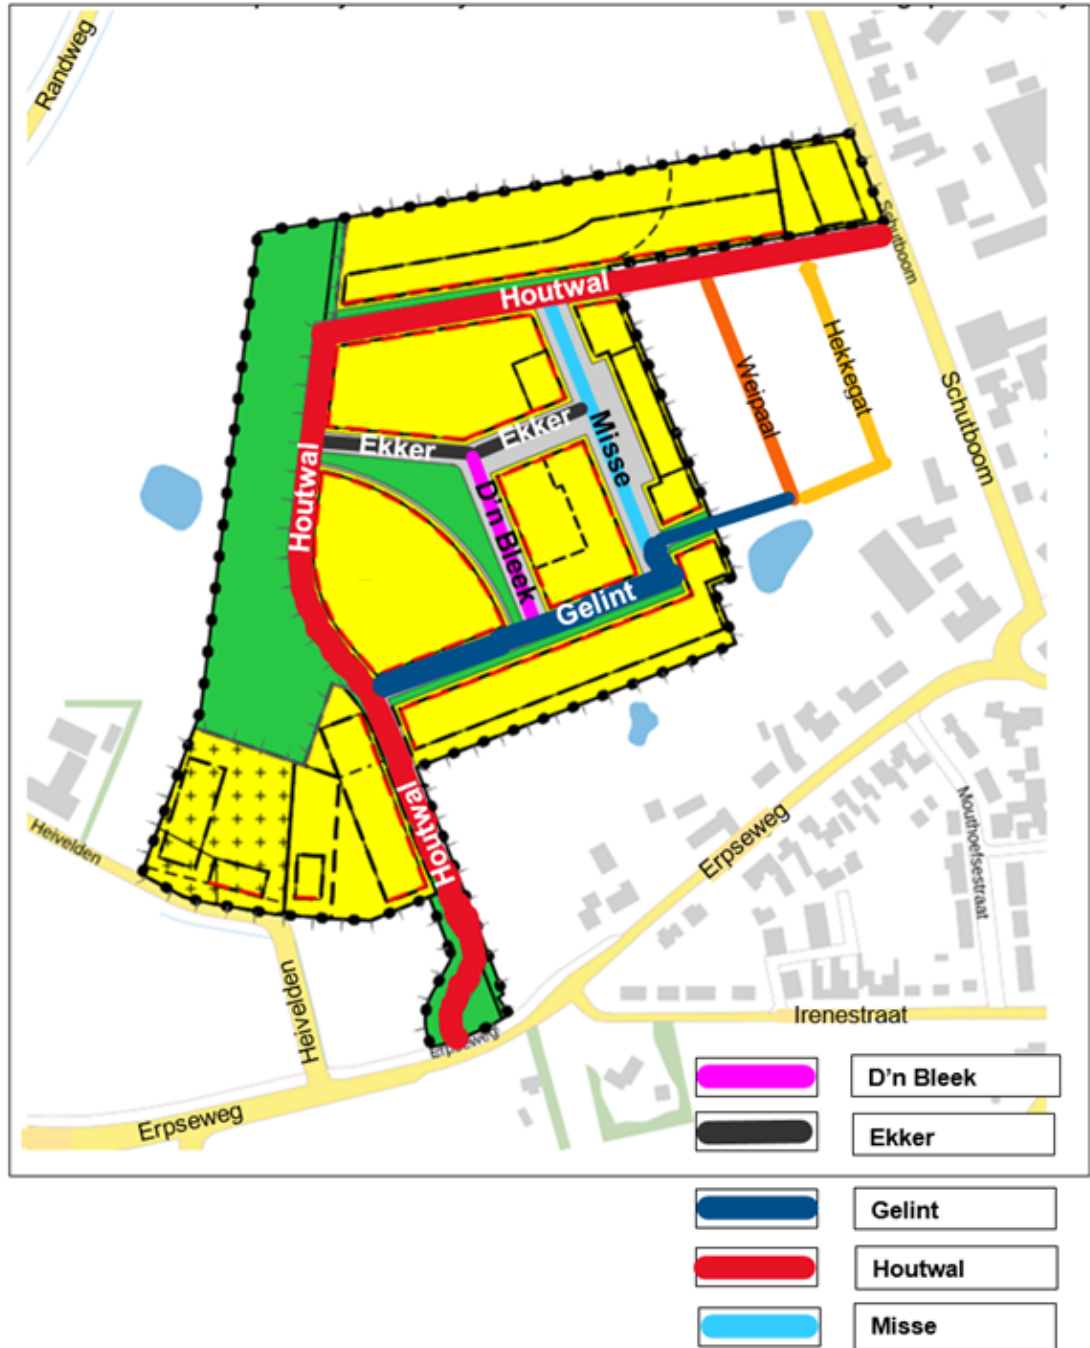 Randweg
Schutboom
Houtwal
Hekkegat
Weipaal
Schutboom
Misse
Ekker
Ekker
Houtwal
D'n Bleek
Gelint
Houtwal
Heivelden
Erpseweg
Mouthoefsestraat
Heivelden
Irenestraat
Erpseweg
Erpseweg
D'n Bleek
Ekker
Gelint
Houtwal
Misse